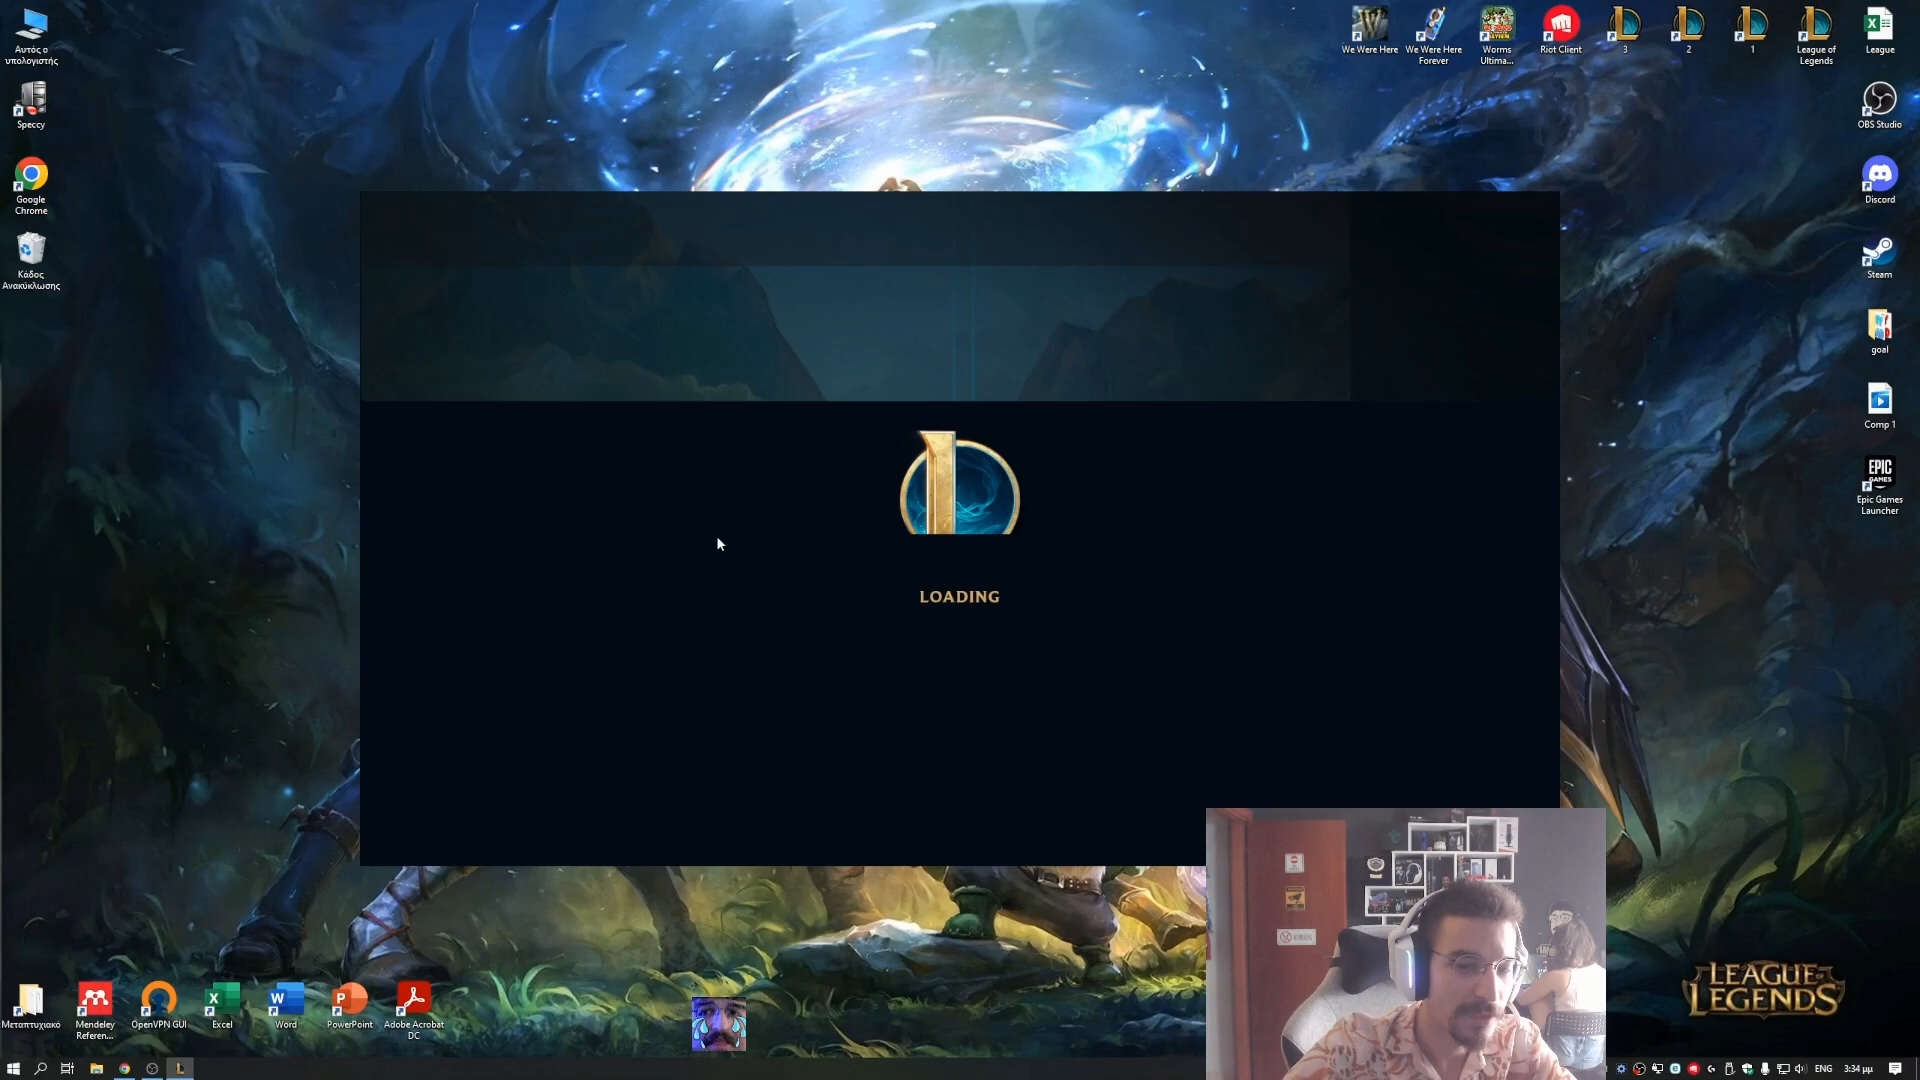 Αυτός ο
υπολογιστής
Speccy
Google
Chrome
Κάδος
Ανακύκλωσης
We Were Here
We Were Here
Forever
Worms
Ultima...
Riot Client
3
2
1
League of
Legends
League
OBS Studio
Discord
Steam
goal
Comp 1
EPIC
GAMES
Epic Games
Launcher
LOADING
LEAGUE OF
LEGENDS
Μεταπτυχιακό
Mendeley
Referen...
OpenVPN GUI
Excel
Word
PowerPoint
Adobe Acrobat
DC
ENG
3:34 μμ